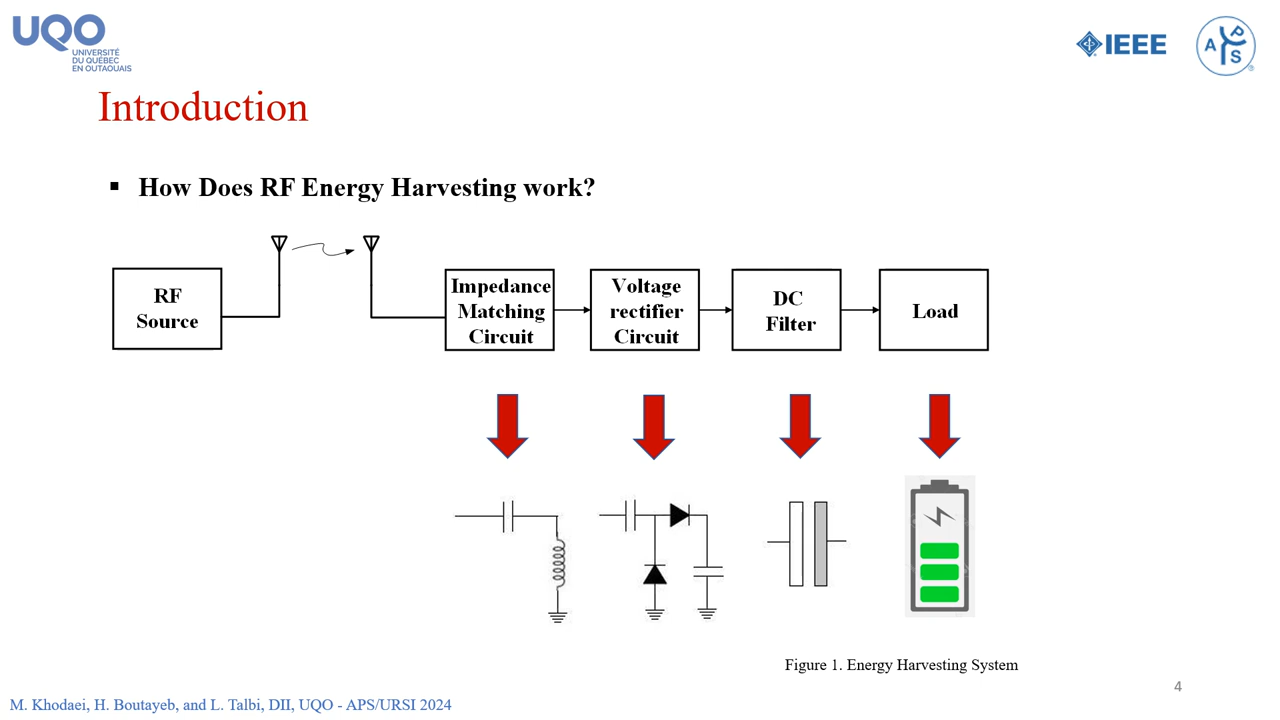 UQO
UNIVERSITÉ
DU QUÉBEC
EN OUTAOUAIS
IEEE
A P S
®
Introduction
▪ How Does RF Energy Harvesting work?
RF
Source
Impedance
Matching
Circuit
Voltage
rectifier
Circuit
DC
Filter
Load
Figure 1. Energy Harvesting System
4
M. Khodaei, H. Boutayeb, and L. Talbi, DII, UQO - APS/URSI 2024